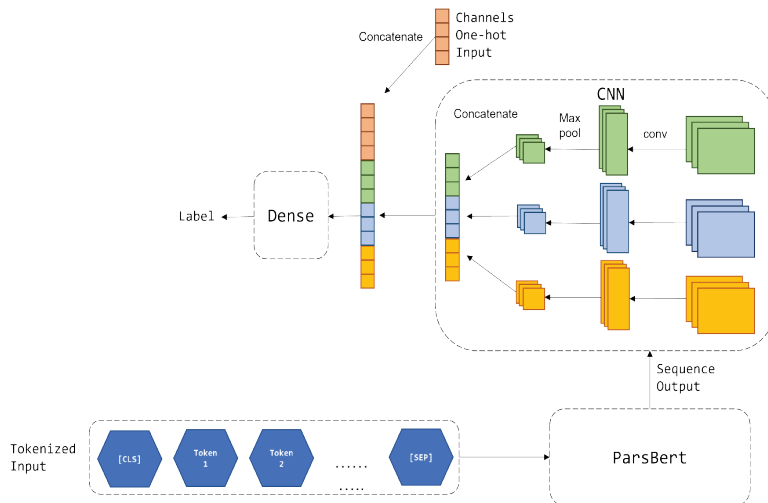 Channels
One-hot
Input
Concatenate
CNN
Concatenate
Max
pool
conv
Label
Dense
Sequence
Output
Tokenized
Input
[CLS]
Token
1
Token
2
......
.....
[SEP]
ParsBert